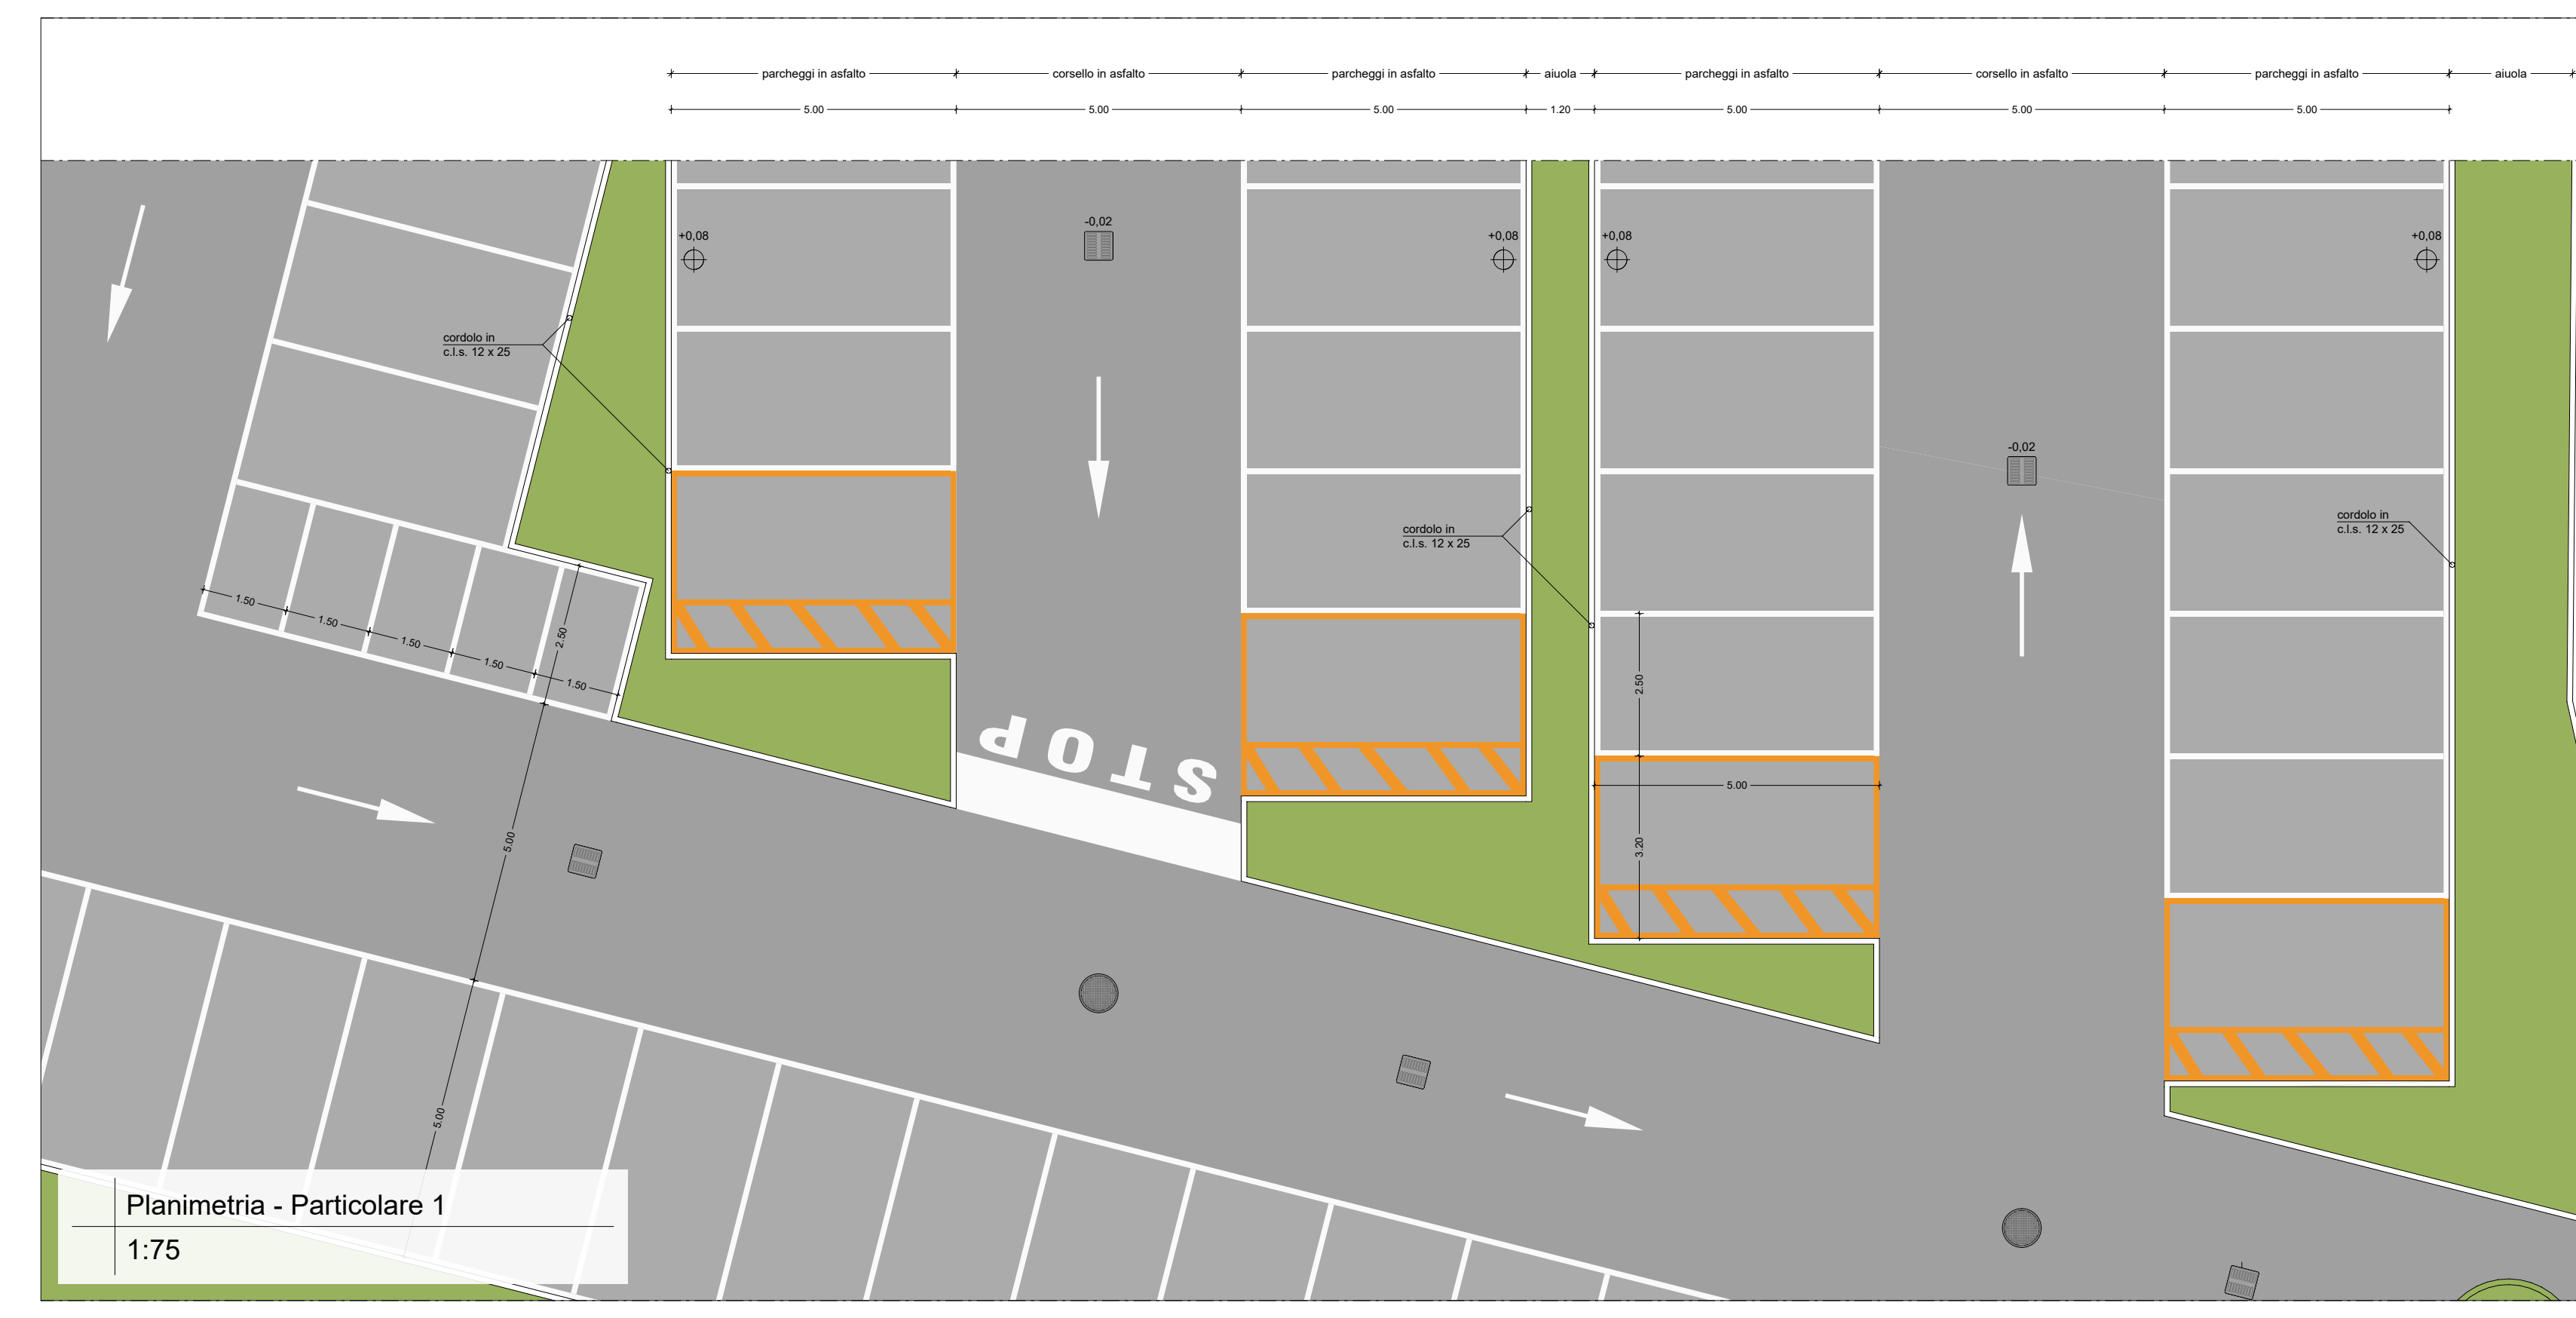 parcheggi in asfalto corsello in asfalto parcheggi in asfalto aiuola parcheggi in asfalto corsello in asfalto parcheggi in asfalto aiuola
5.00 5.00 5.00 1.20 5.00 5.00 5.00
-0,02
+0,08 +0,08 +0,08 +0,08
cordolo in
c.l.s. 12 x 25
-0,02
cordolo in
c.l.s. 12 x 25
cordolo in
c.l.s. 12 x 25
1.50 1.50 1.50 1.50 1.50
2.50
2.50
STOP
5.00
5.00
3.20
5.00
Planimetria - Particolare 1
1:75